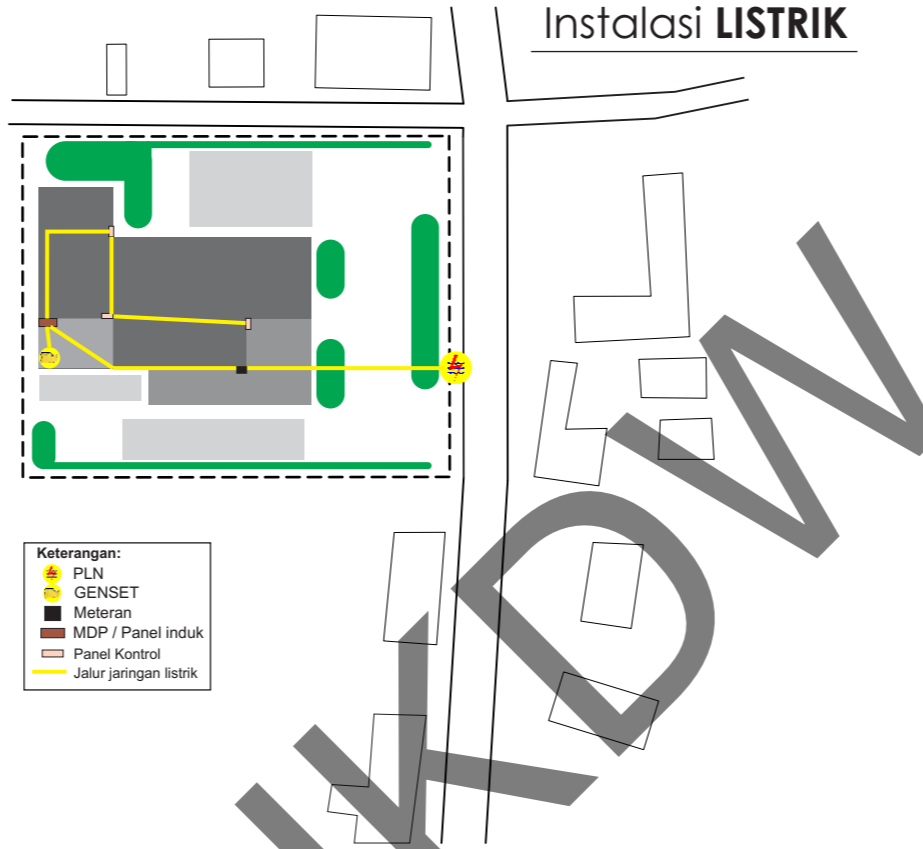 Instalasi LISTRIK
Keterangan:
PLN
GENSET
Meteran
MDP / Panel induk
Panel Kontrol
Jalur jaringan listrik
UKDW